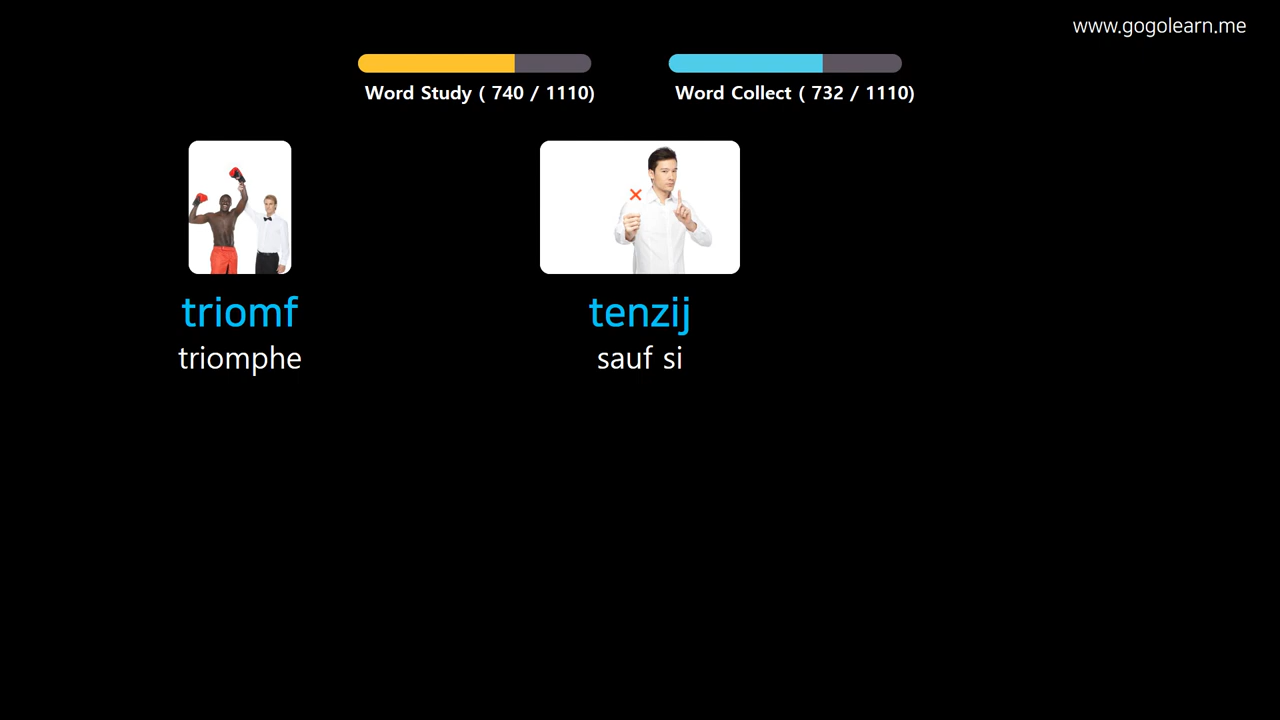 www.gogolearn.me
Word Study ( 740 / 1110)
Word Collect ( 732 / 1110)
triomf
triomphe
tenzij
sauf si